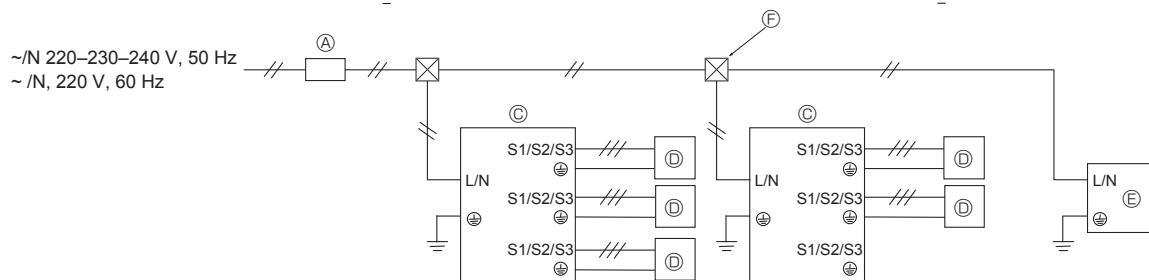 Ⓕ
Ⓐ
~/N 220–230–240 V, 50 Hz
~ /N, 220 V, 60 Hz
Ⓒ Ⓒ
S1/S2/S3 Ⓓ S1/S2/S3 Ⓓ
L/N L/N L/N
S1/S2/S3 Ⓓ S1/S2/S3 Ⓓ Ⓔ
S1/S2/S3 Ⓓ S1/S2/S3